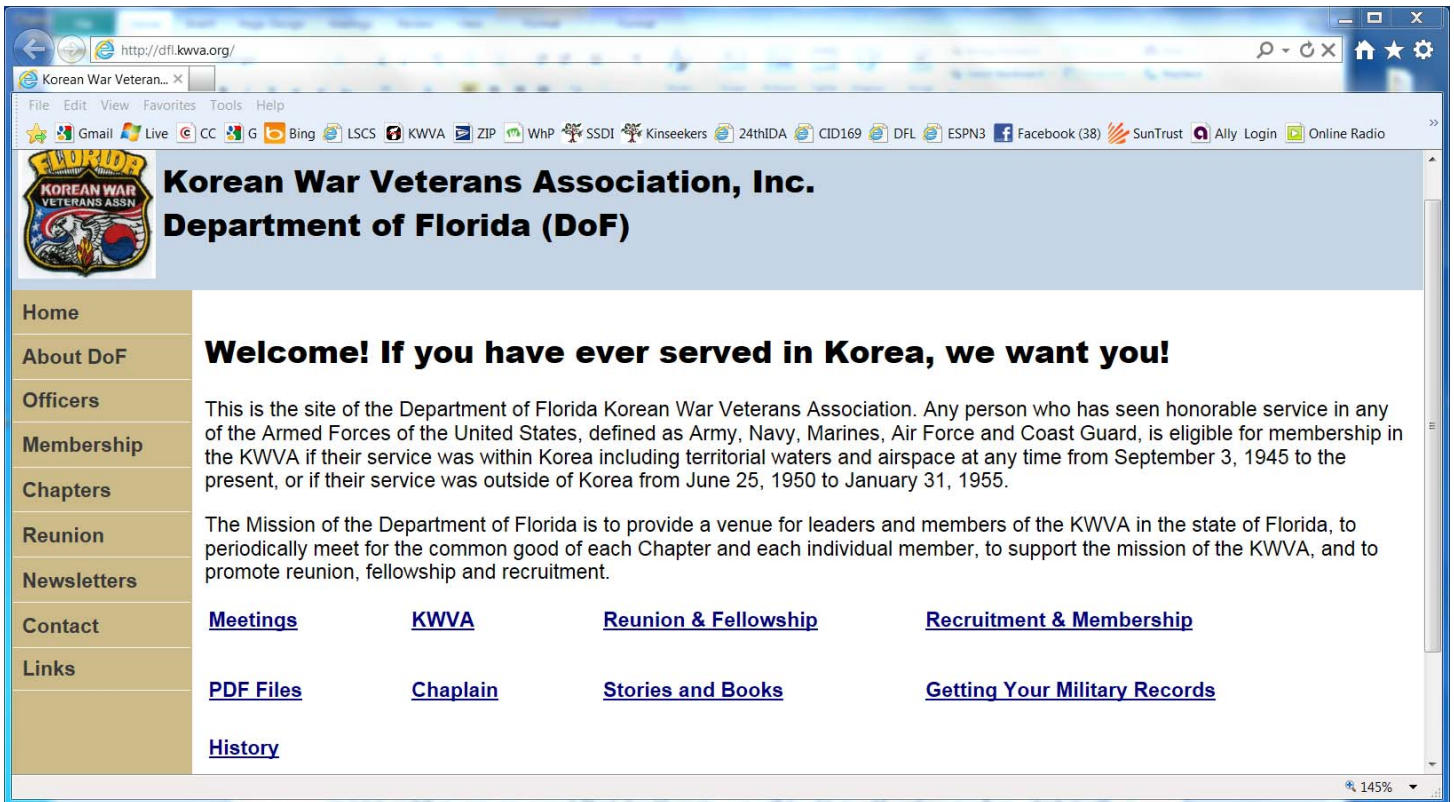 http://dfl.kwva.org/
Korean War Veteran...
File Edit View Favorites Tools Help
Gmail Live CC G Bing LSCS KWVA ZIP WhP SSDI Kinseekers 24thIDA CID169 DFL ESPN3 Facebook (38) SunTrust Ally Login Online Radio
FLORIDA
KOREAN WAR
VETERANS ASSN
Korean War Veterans Association, Inc.
Department of Florida (DoF)
Home
About DoF
Officers
Membership
Chapters
Reunion
Newsletters
Contact
Links
Welcome! If you have ever served in Korea, we want you!
This is the site of the Department of Florida Korean War Veterans Association. Any person who has seen honorable service in any
of the Armed Forces of the United States, defined as Army, Navy, Marines, Air Force and Coast Guard, is eligible for membership in
the KWVA if their service was within Korea including territorial waters and airspace at any time from September 3, 1945 to the
present, or if their service was outside of Korea from June 25, 1950 to January 31, 1955.
The Mission of the Department of Florida is to provide a venue for leaders and members of the KWVA in the state of Florida, to
periodically meet for the common good of each Chapter and each individual member, to support the mission of the KWVA, and to
promote reunion, fellowship and recruitment.
Meetings KWVA Reunion & Fellowship Recruitment & Membership
PDF Files Chaplain Stories and Books Getting Your Military Records
History
145%